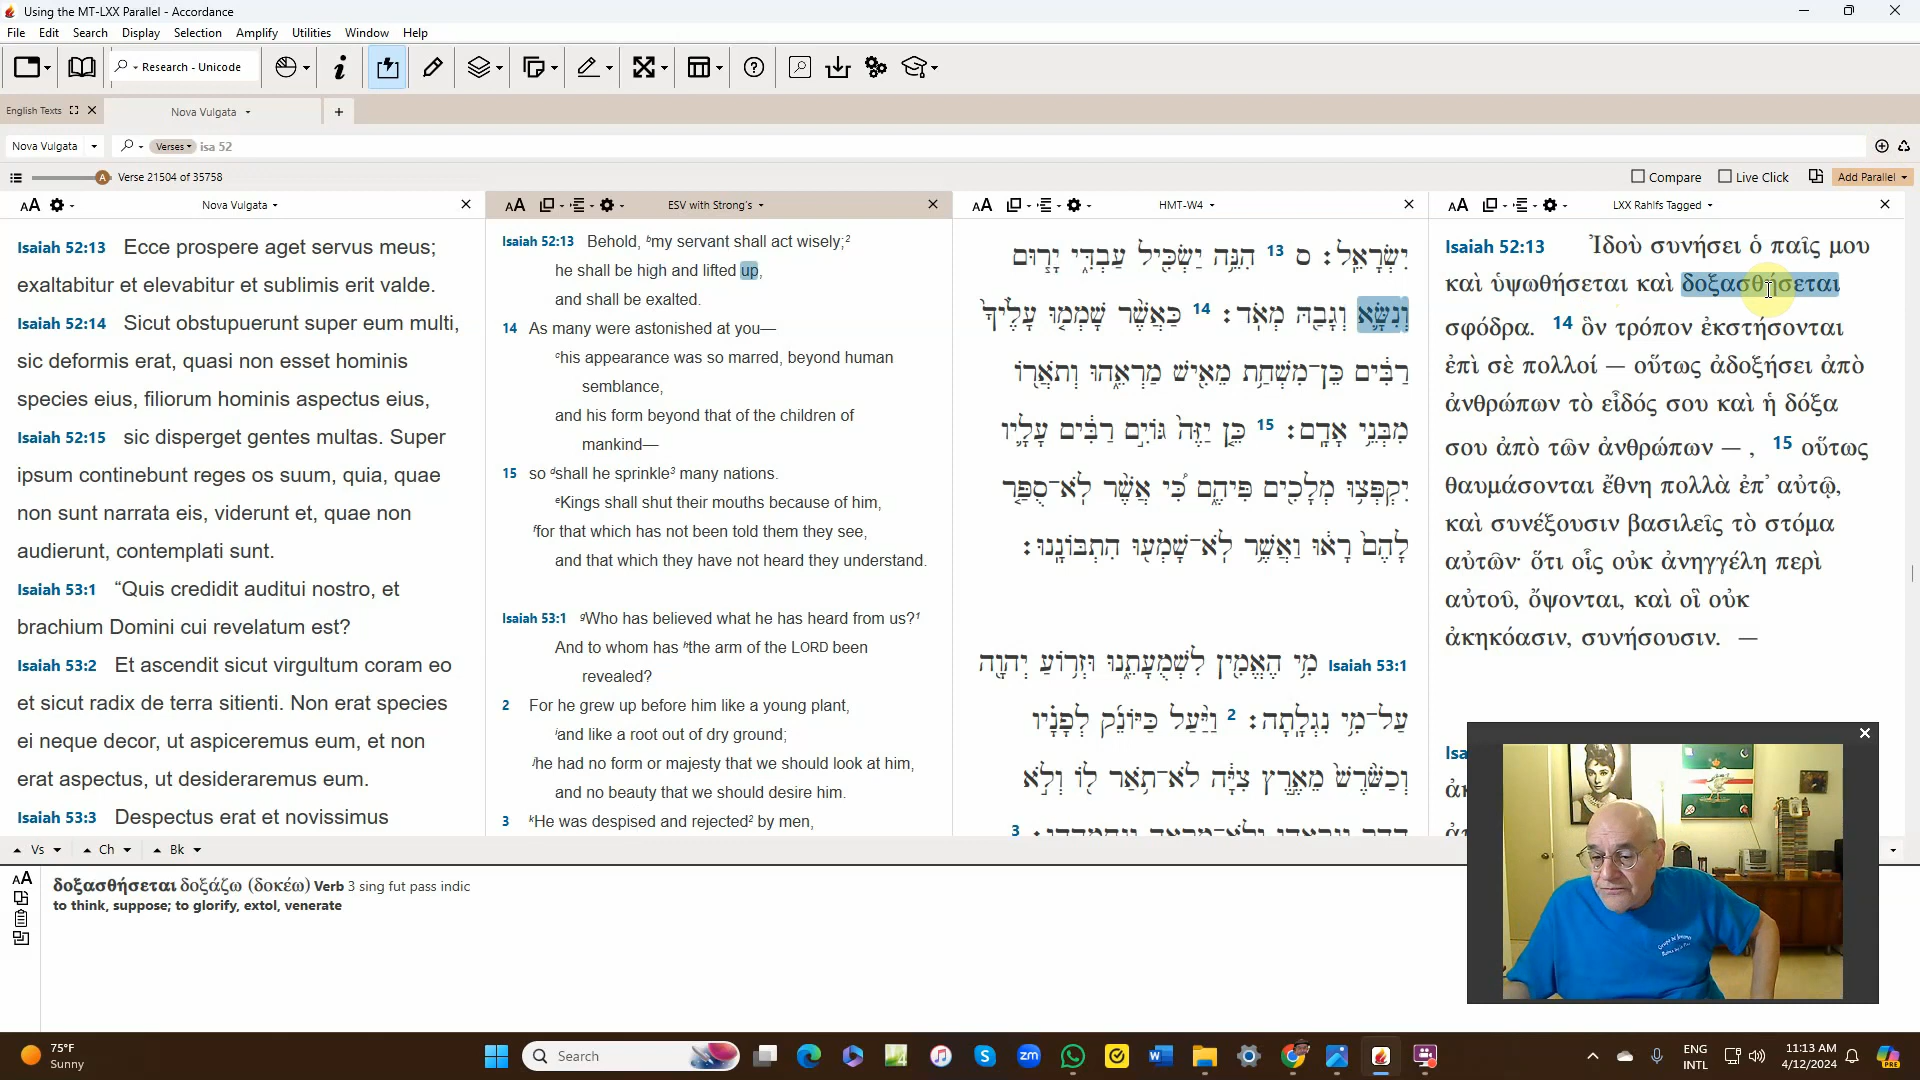 Using the MT-LXX Parallel - Accordance
File Edit Search Display Selection Amplify Utilities Window Help
Research - Unicode
English Texts
Nova Vulgata
Nova Vulgata
Verses isa 52
Verse 21504 of 35758
Compare Live Click Add Parallel
Nova Vulgata
Isaiah 52:13 Ecce prospere aget servus meus;
exaltabitur et elevabitur et sublimis erit valde.
Isaiah 52:14 Sicut obstupuerunt super eum multi,
sic deformis erat, quasi non esset hominis
species eius, filiorum hominis aspectus eius,
Isaiah 52:15 sic disperget gentes multas. Super
ipsum continebunt reges os suum, quia, quae
non sunt narrata eis, viderunt et, quae non
audierunt, contemplati sunt.
Isaiah 53:1 “Quis credidit auditui nostro, et
brachium Domini cui revelatum est?
Isaiah 53:2 Et ascendit sicut virgultum coram eo
et sicut radix de terra sitienti. Non erat species
ei neque decor, ut aspiceremus eum, et non
erat aspectus, ut desideraremus eum.
Isaiah 53:3 Despectus erat et novissimus
ESV with Strong's
Isaiah 52:13 Behold, ᵇmy servant shall act wisely;²
he shall be high and lifted up,
and shall be exalted.
14 As many were astonished at you—
ᶜhis appearance was so marred, beyond human
semblance,
and his form beyond that of the children of
mankind—
15 so ᵈshall he sprinkle³ many nations.
ᵉKings shall shut their mouths because of him,
ᶠfor that which has not been told them they see,
and that which they have not heard they understand.
Isaiah 53:1 ᵍWho has believed what he has heard from us?¹
And to whom has ʰthe arm of the LORD been
revealed?
2 For he grew up before him like a young plant,
ⁱand like a root out of dry ground;
ʲhe had no form or majesty that we should look at him,
and no beauty that we should desire him.
3 ᵏHe was despised and rejected² by men,
HMT-W4
יִשְׂרָאֵֽל׃ ס 13 הִנֵּ֥ה יַשְׂכִּ֖יל עַבְדִּ֑י יָר֧וּם
וְנִשָּׂ֛א וְגָבַ֖הּ מְאֹֽד׃ 14 כַּאֲשֶׁ֨ר שָׁמְמ֤וּ עָלֶ֙יךָ֙
רַבִּ֔ים כֵּן־מִשְׁחַ֥ת מֵאִ֖ישׁ מַרְאֵ֑הוּ וְתֹאֲר֖וֹ
מִבְּנֵ֥י אָדָֽם׃ 15 כֵּ֤ן יַזֶּה֙ גּוֹיִ֣ם רַבִּ֔ים עָלָ֛יו
יִקְפְּצ֥וּ מְלָכִ֖ים פִּיהֶ֑ם כִּ֠י אֲשֶׁ֨ר לֹֽא־סֻפַּ֤ר
לָהֶם֙ רָא֔וּ וַאֲשֶׁ֥ר לֹֽא־שָׁמְע֖וּ הִתְבּוֹנָֽנוּ׃
Isaiah 53:1 מִ֥י הֶאֱמִ֖ין לִשְׁמֻעָתֵ֑נוּ וּזְר֥וֹעַ יְהוָ֖ה
עַל־מִ֥י נִגְלָֽתָה׃ 2 וַיַּ֨עַל כַּיּוֹנֵ֜ק לְפָנָ֗יו
וְכַשֹּׁ֙רֶשׁ֙ מֵאֶ֣רֶץ צִיָּ֔ה לֹא־תֹ֥אַר ל֖וֹ וְלֹ֣א
3
LXX Rahlfs Tagged
Isaiah 52:13 Ἰδοὺ συνήσει ὁ παῖς μου
καὶ ὑψωθήσεται καὶ δοξασθήσεται
σφόδρα. 14 ὃν τρόπον ἐκστήσονται
ἐπὶ σὲ πολλοί — οὕτως ἀδοξήσει ἀπὸ
ἀνθρώπων τὸ εἶδός σου καὶ ἡ δόξα
σου ἀπὸ τῶν ἀνθρώπων — , 15 οὕτως
θαυμάσονται ἔθνη πολλὰ ἐπ᾽ αὐτῷ,
καὶ συνέξουσιν βασιλεῖς τὸ στόμα
αὐτῶν· ὅτι οἷς οὐκ ἀνηγγέλη περὶ
αὐτοῦ, ὄψονται, καὶ οἳ οὐκ
ἀκηκόασιν, συνήσουσιν. —
Isa
Vs Ch Bk
δοξασθήσεται δοξάζω (δοκέω) Verb 3 sing fut pass indic
to think, suppose; to glorify, extol, venerate
75°F
Sunny
Search
ENG
INTL
11:13 AM
4/12/2024